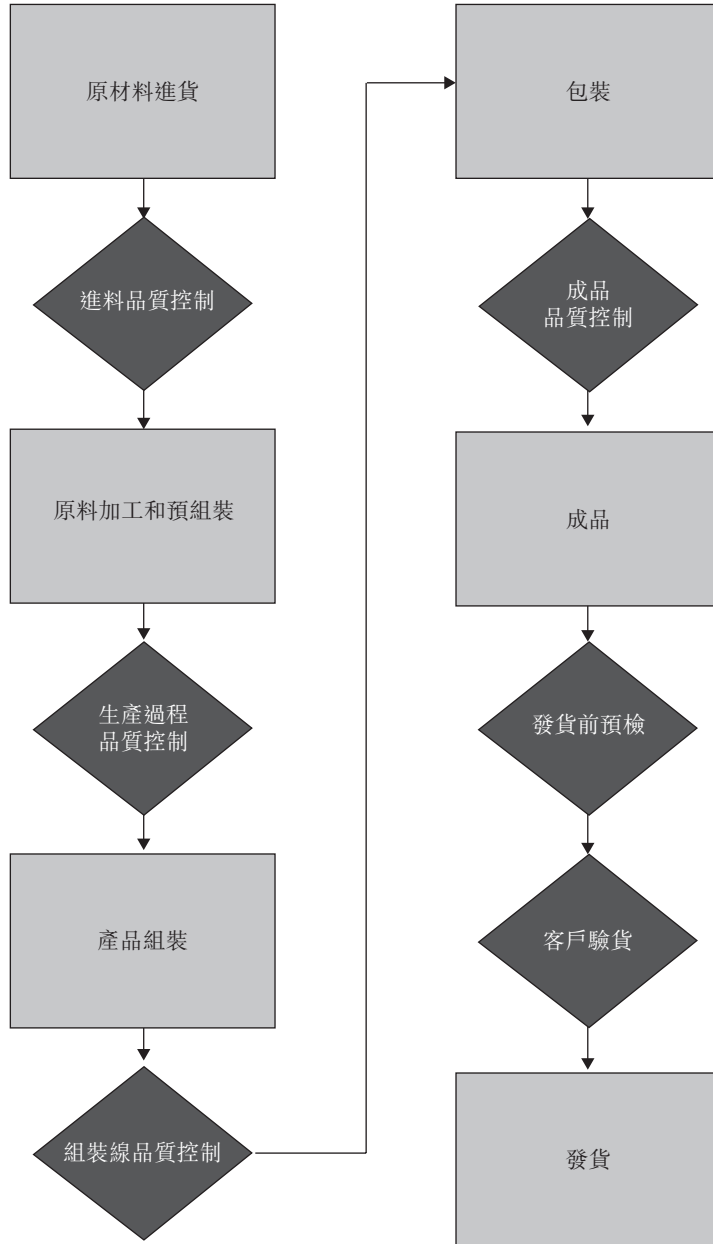 原材料進貨
進料品質控制
原料加工和預組裝
生產過程
品質控制
產品組裝
組裝線品質控制
包裝
成品
品質控制
成品
發貨前預檢
客戶驗貨
發貨